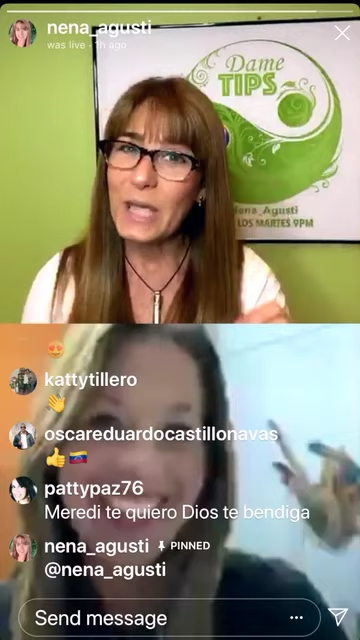 nena_agusti
was live · 1h ago
Dame
TIPS
Nena_Agusti
LOS MARTES 9PM
kattytillero
oscareduardocastillonavas
pattypaz76
Meredi te quiero Dios te bendiga
nena_agusti PINNED
@nena_agusti
Send message